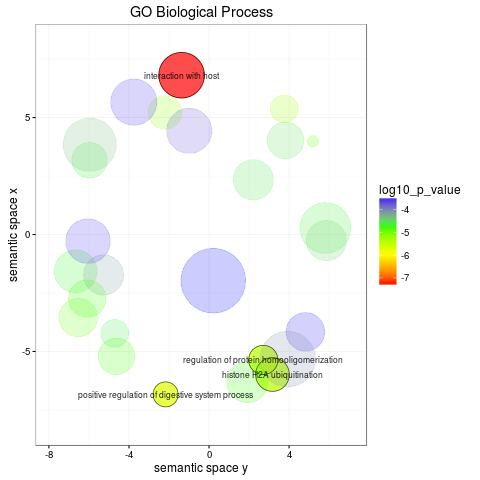 GO Biological Process
interaction with host
regulation of protein homooligomerization
histone H2A ubiquitination
positive regulation of digestive system process
5
0
-5
-8
-4
0
4
semantic space y
semantic space x
log10_p_value
-4
-5
-6
-7